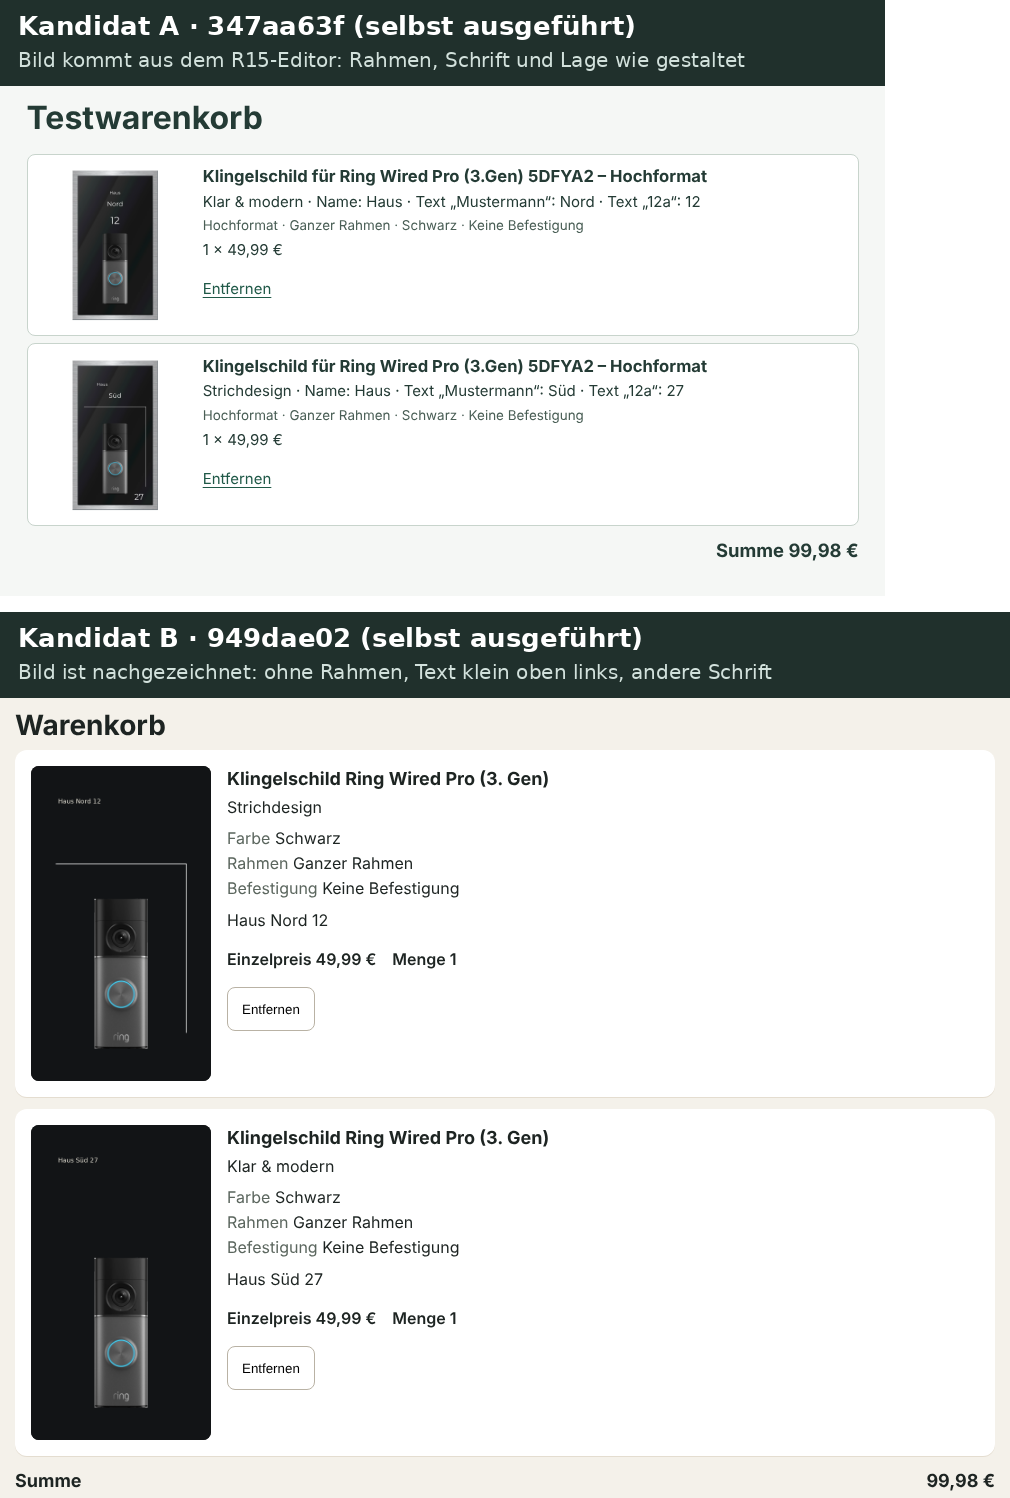 Kandidat A · 347aa63f (selbst ausgeführt)
Bild kommt aus dem R15-Editor: Rahmen, Schrift und Lage wie gestaltet
Testwarenkorb
Haus
Nord
12
ring
Klingelschild für Ring Wired Pro (3.Gen) 5DFYA2 – Hochformat
Klar & modern · Name: Haus · Text „Mustermann“: Nord · Text „12a“: 12
Hochformat · Ganzer Rahmen · Schwarz · Keine Befestigung
1 × 49,99 €
Entfernen
Haus
Süd
ring
27
Klingelschild für Ring Wired Pro (3.Gen) 5DFYA2 – Hochformat
Strichdesign · Name: Haus · Text „Mustermann“: Süd · Text „12a“: 27
Hochformat · Ganzer Rahmen · Schwarz · Keine Befestigung
1 × 49,99 €
Entfernen
Summe 99,98 €
Kandidat B · 949dae02 (selbst ausgeführt)
Bild ist nachgezeichnet: ohne Rahmen, Text klein oben links, andere Schrift
Warenkorb
Haus Nord 12
ring
Klingelschild Ring Wired Pro (3. Gen)
Strichdesign
Farbe Schwarz
Rahmen Ganzer Rahmen
Befestigung Keine Befestigung
Haus Nord 12
Einzelpreis 49,99 € Menge 1
Entfernen
Haus Süd 27
ring
Klingelschild Ring Wired Pro (3. Gen)
Klar & modern
Farbe Schwarz
Rahmen Ganzer Rahmen
Befestigung Keine Befestigung
Haus Süd 27
Einzelpreis 49,99 € Menge 1
Entfernen
Summe 99,98 €